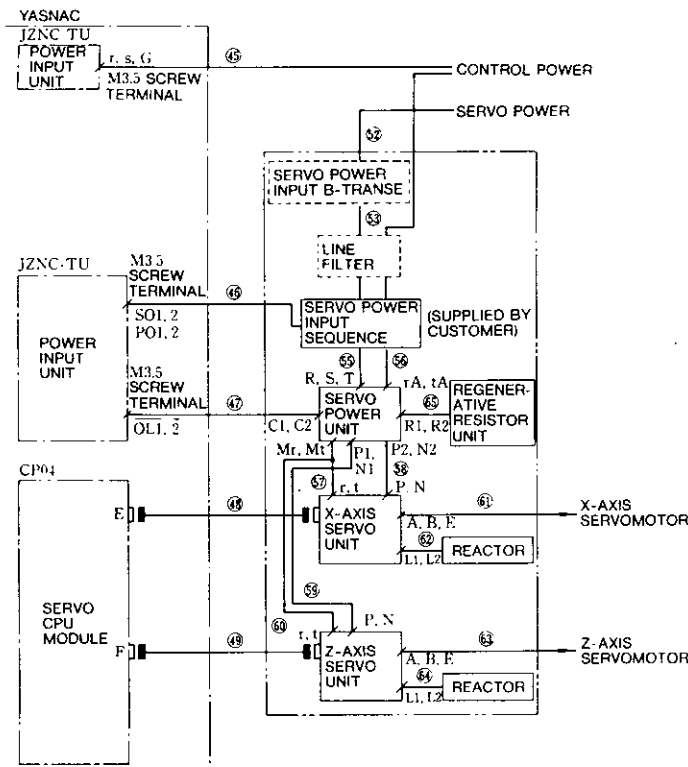 YASNAC
JZNC TU
POWER
INPUT
UNIT
r, s, G
M3.5 SCREW
TERMINAL
㊺
CONTROL POWER
SERVO POWER
52
SERVO POWER
INPUT B-TRANSE
53
LINE
FILTER
JZNC-TU
M3.5
SCREW
TERMINAL
㊻
SO1, 2
PO1, 2
SERVO POWER
INPUT
SEQUENCE
(SUPPLIED BY
CUSTOMER)
POWER
INPUT
UNIT
55
56
R, S, T
rA, tA
M3.5
SCREW
TERMINAL
㊼
OL1, 2
C1, C2
SERVO
POWER
UNIT
65
R1, R2
REGENER-
ATIVE
RESISTOR
UNIT
Mr, Mt
P1,
N1
P2, N2
57
58
r, t
P, N
CP04
E
㊽
X-AXIS
SERVO
UNIT
61
A, B, E
X-AXIS
SERVOMOTOR
62
L1, L2
REACTOR
SERVO
CPU
MODULE
59
60
P, N
r, t
F
㊾
Z-AXIS
SERVO
UNIT
63
A, B, E
Z-AXIS
SERVOMOTOR
64
L1, L2
REACTOR